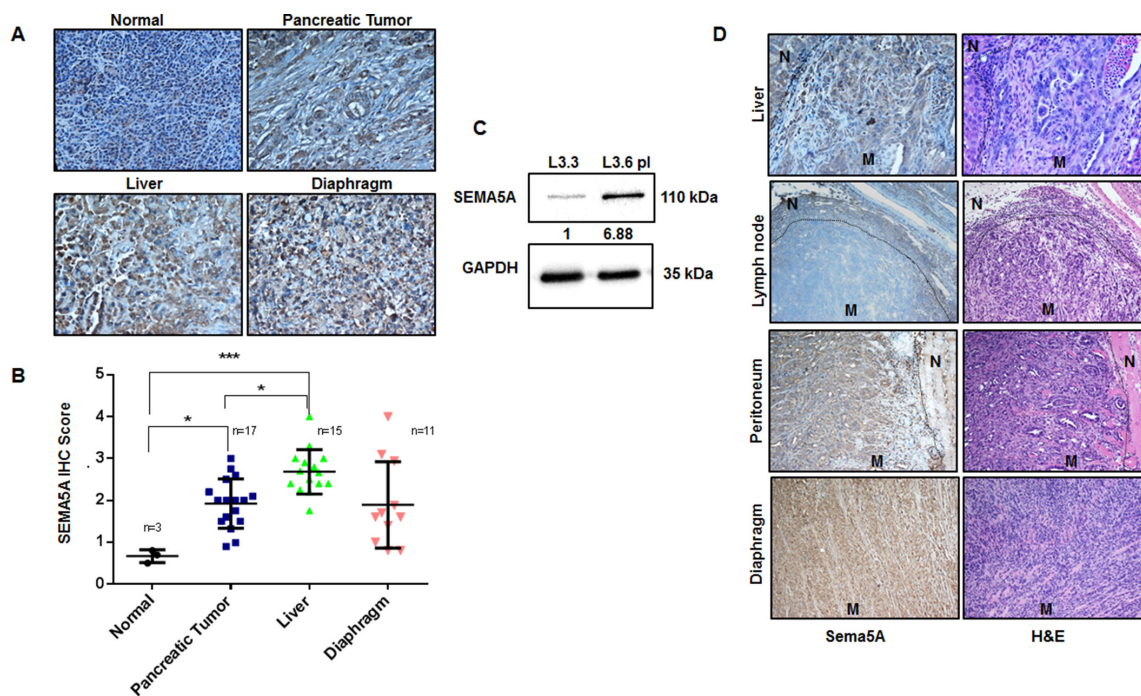 A
Normal
Pancreatic Tumor
Liver
Diaphragm
B
SEMA5A IHC Score
5
4
3
2
1
0
***
*
*
n=3
n=17
n=15
n=11
Normal
Pancreatic Tumor
Liver
Diaphragm
C
L3.3 L3.6 pl
SEMA5A 110 kDa
1 6.88
GAPDH 35 kDa
D
Liver
N
M
N
M
Lymph node
N
M
N
M
Peritoneum
N
M
N
M
Diaphragm
M
M
Sema5A
H&E